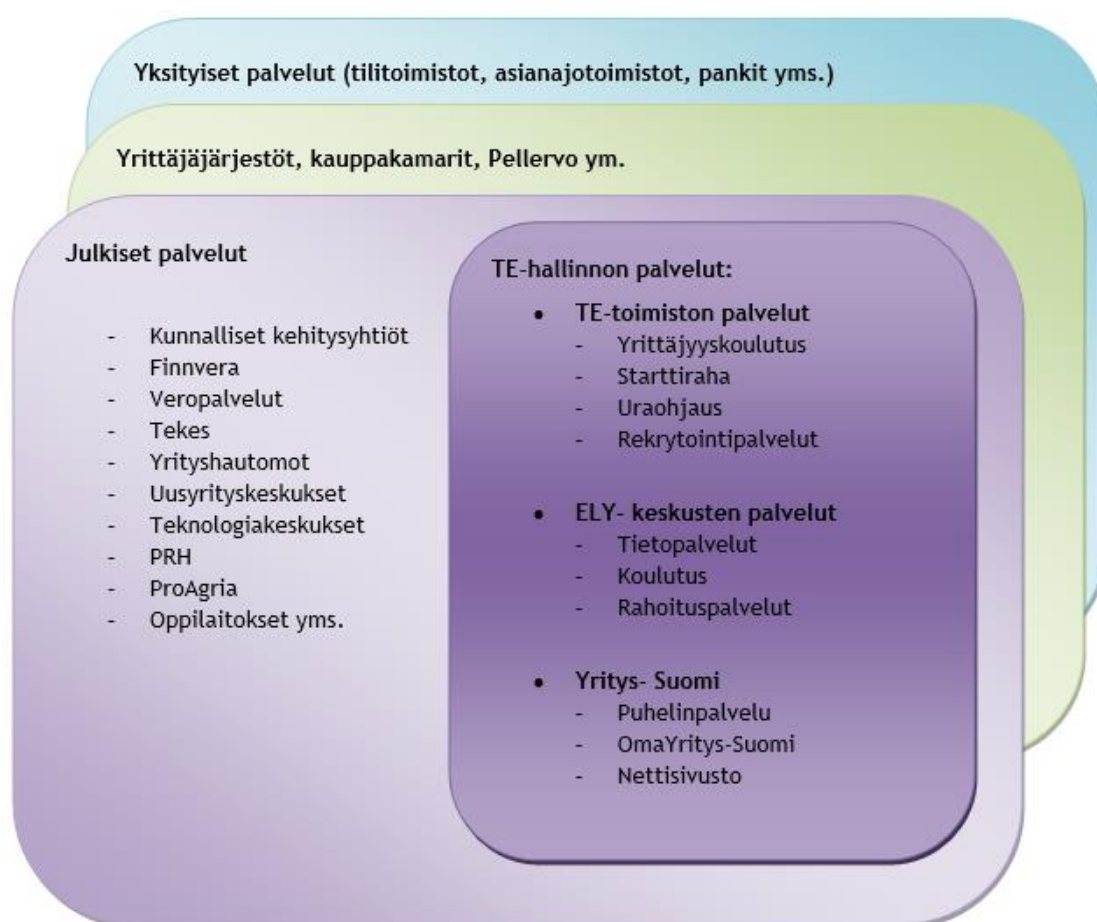 Yksityiset palvelut (tilitoimistot, asianajotoimistot, pankit yms.)
Yrittäjäjärjestöt, kauppakamarit, Pellervo ym.
Julkiset palvelut
- Kunnalliset kehitysyhtiöt
- Finnvera
- Veropalvelut
- Tekes
- Yrityshautomot
- Uusyrityskeskukset
- Teknologiakeskukset
- PRH
- ProAgria
- Oppilaitokset yms.
TE-hallinnon palvelut:
• TE-toimiston palvelut
- Yrittäjyyskoulutus
- Starttiraha
- Uraohjaus
- Rekrytointipalvelut
• ELY- keskusten palvelut
- Tietopalvelut
- Koulutus
- Rahoituspalvelut
• Yritys- Suomi
- Puhelinpalvelu
- OmaYritys-Suomi
- Nettisivusto